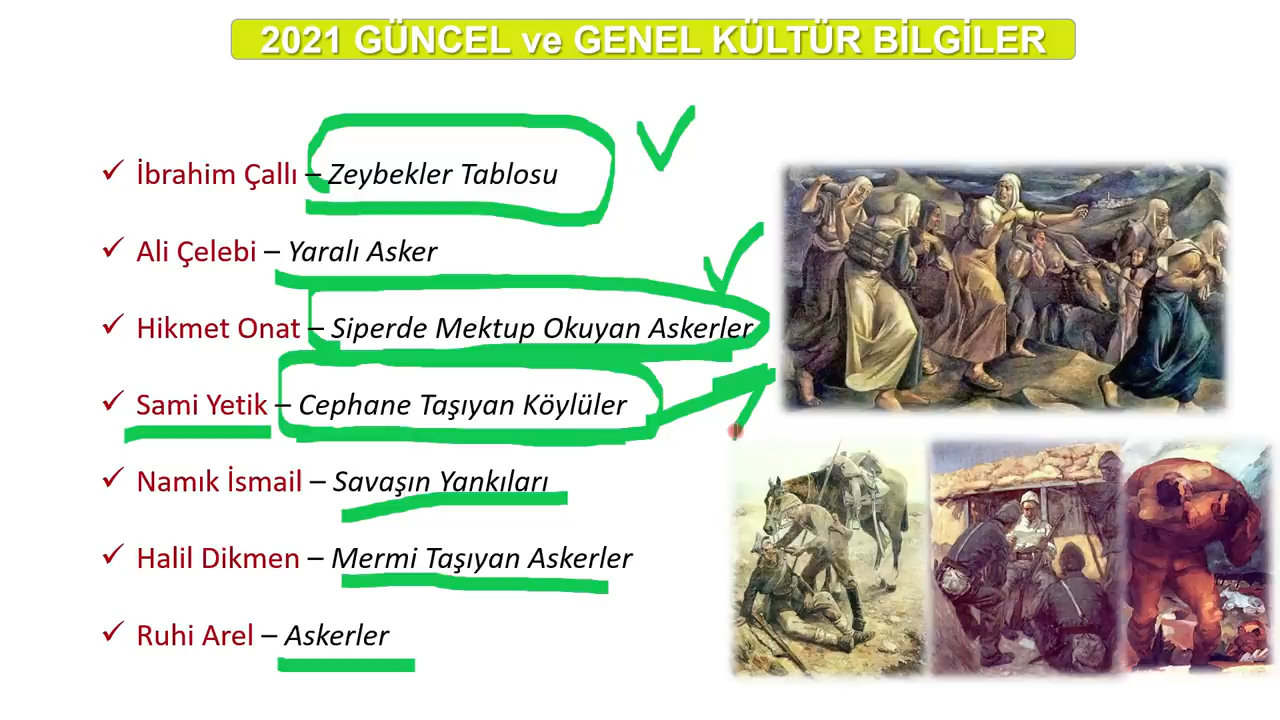 2021 GÜNCEL ve GENEL KÜLTÜR BİLGİLER
İbrahim Çallı – Zeybekler Tablosu
Ali Çelebi – Yaralı Asker
Hikmet Onat – Siperde Mektup Okuyan Askerler
Sami Yetik – Cephane Taşıyan Köylüler
Namık İsmail – Savaşın Yankıları
Halil Dikmen – Mermi Taşıyan Askerler
Ruhi Arel – Askerler